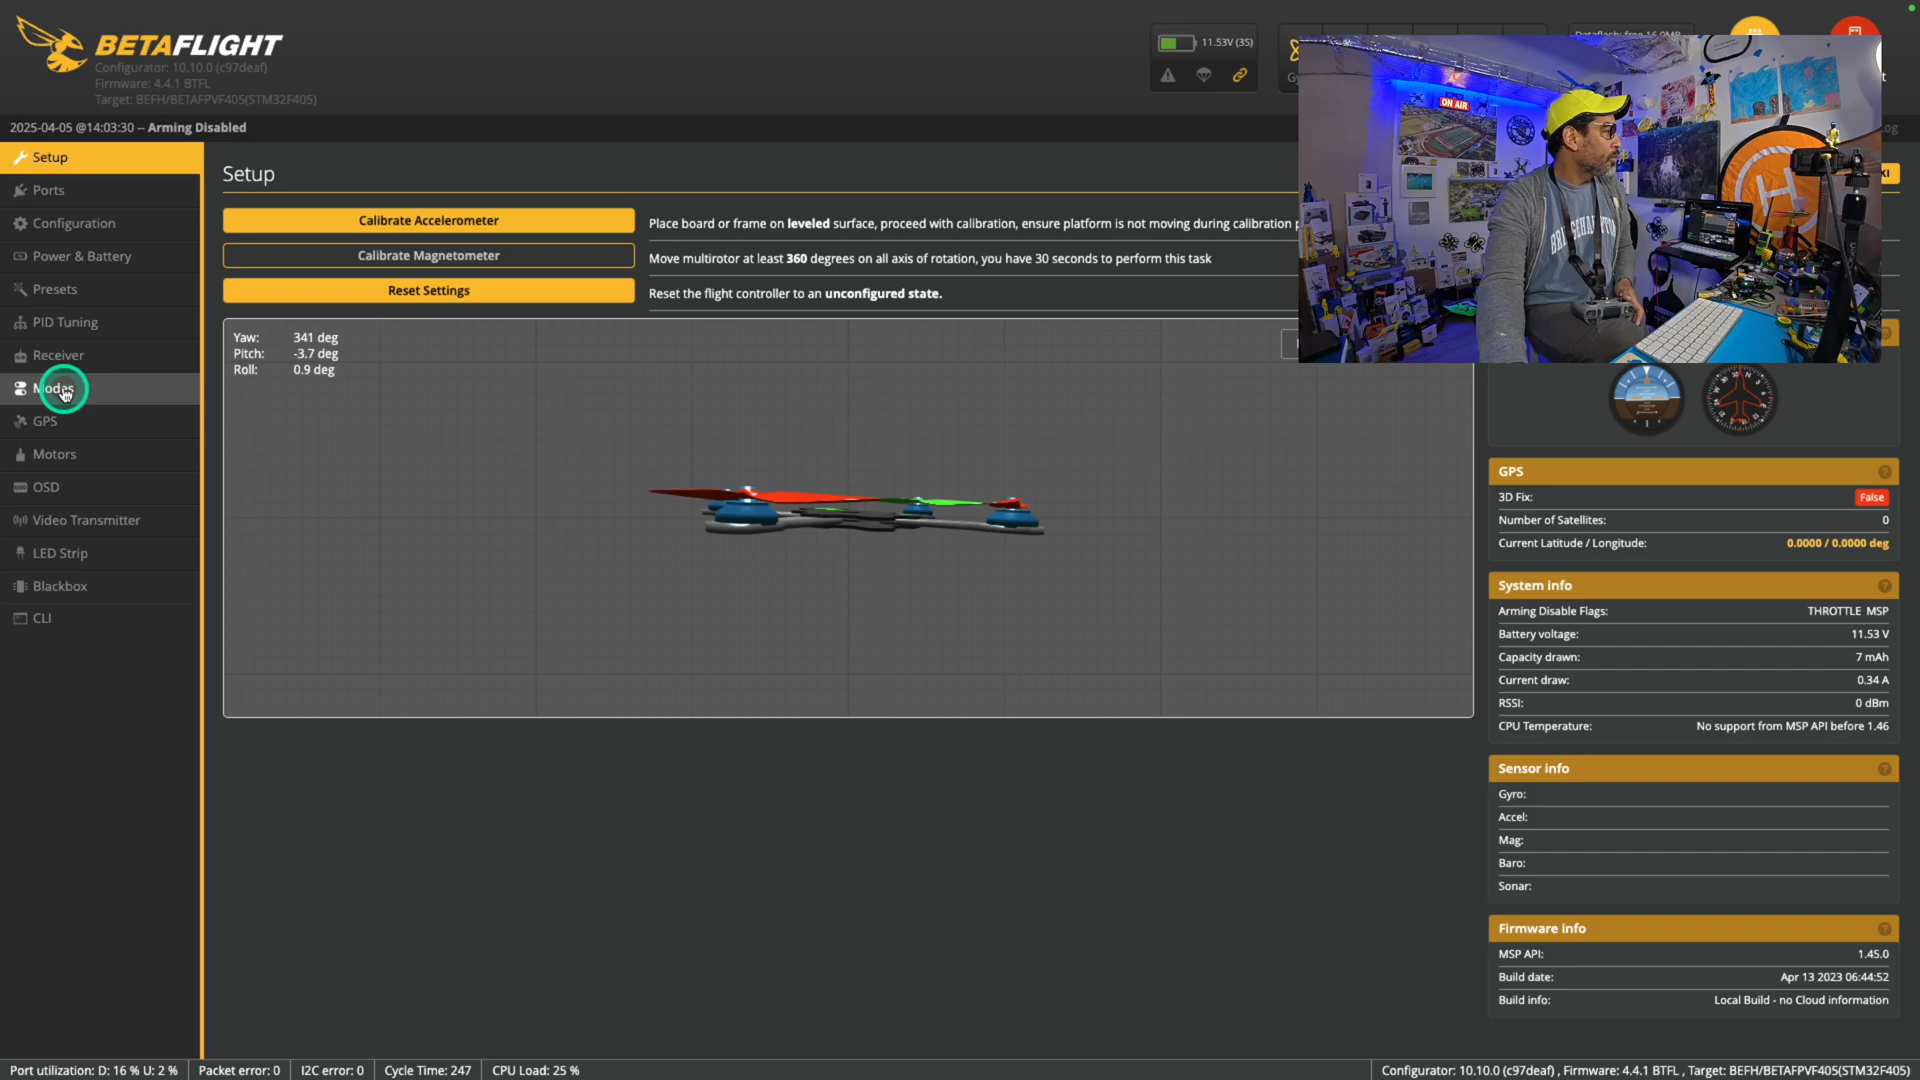 BETAFLIGHT
Configurator: 10.10.0 (c97deaf)
Firmware: 4.4.1 BTFL
Target: BEFH/BETAFPVF405(STM32F405)
11.53V (3S)
ON AIR
2025-04-05 @14:03:30 -- Arming Disabled
Setup
Ports
Configuration
Power & Battery
Presets
PID Tuning
Receiver
Modes
GPS
Motors
OSD
Video Transmitter
LED Strip
Blackbox
CLI
Setup
Calibrate Accelerometer
Place board or frame on leveled surface, proceed with calibration, ensure platform is not moving during calibration
Calibrate Magnetometer
Move multirotor at least 360 degrees on all axis of rotation, you have 30 seconds to perform this task
Reset Settings
Reset the flight controller to an unconfigured state.
Yaw: 341 deg
Pitch: -3.7 deg
Roll: 0.9 deg
GPS
3D Fix: False
Number of Satellites: 0
Current Latitude / Longitude: 0.0000 / 0.0000 deg
System info
Arming Disable Flags: THROTTLE MSP
Battery voltage: 11.53 V
Capacity drawn: 7 mAh
Current draw: 0.34 A
RSSI: 0 dBm
CPU Temperature: No support from MSP API before 1.46
Sensor info
Gyro:
Accel:
Mag:
Baro:
Sonar:
Firmware info
MSP API: 1.45.0
Build date: Apr 13 2023 06:44:52
Build info: Local Build - no Cloud information
Port utilization: D: 16 % U: 2 %
Packet error: 0
I2C error: 0
Cycle Time: 247
CPU Load: 25 %
Configurator: 10.10.0 (c97deaf) , Firmware: 4.4.1 BTFL , Target: BEFH/BETAFPVF405(STM32F405)